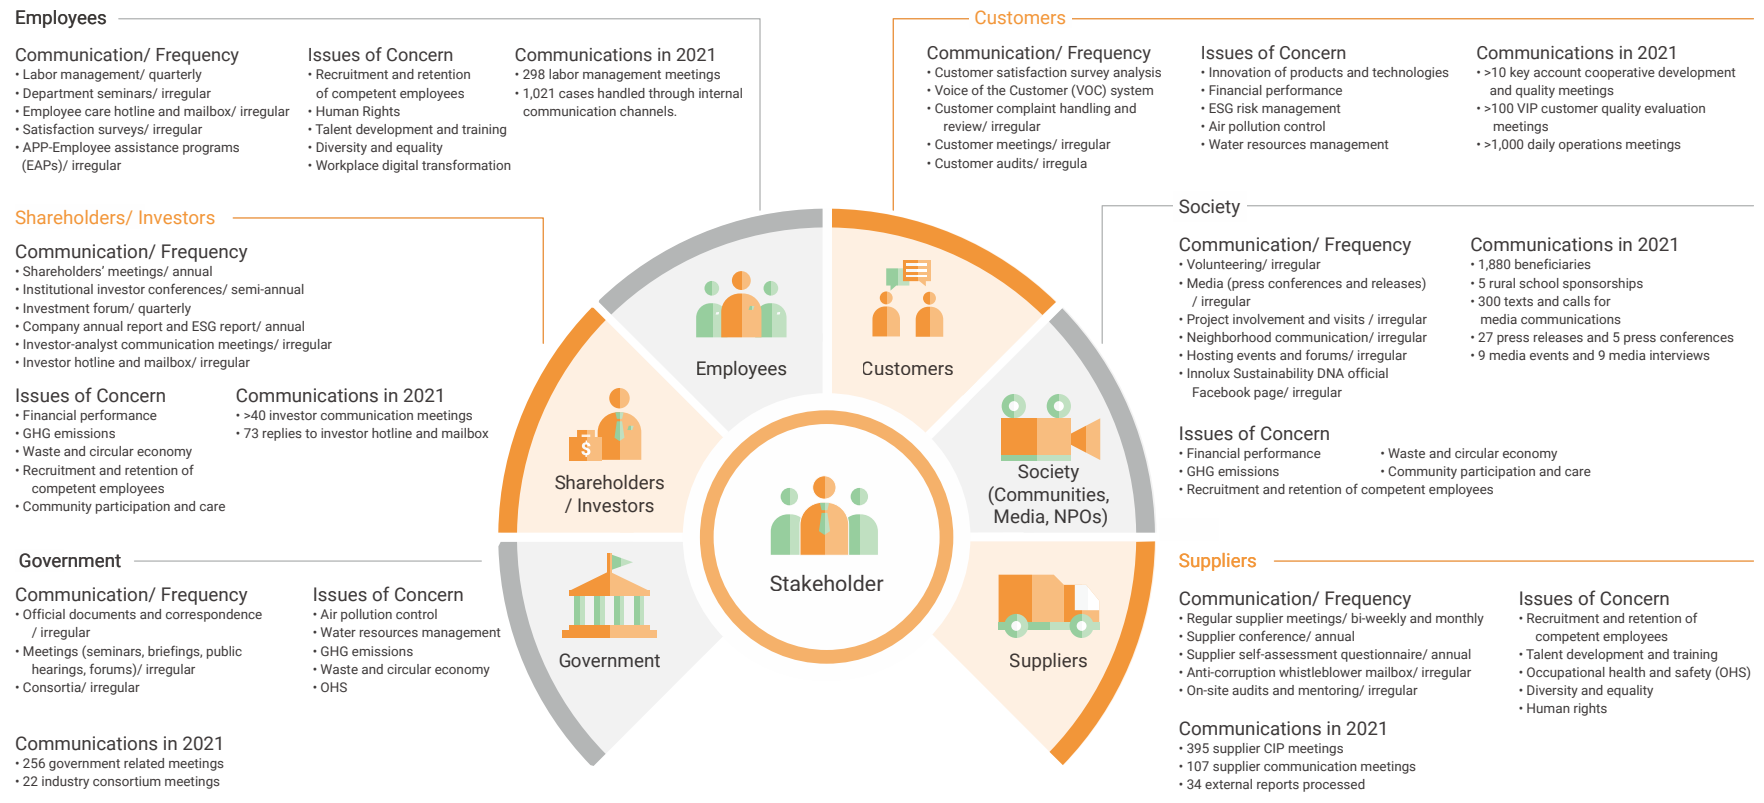 Employees
Communication/ Frequency
• Labor management/ quarterly
• Department seminars/ irregular
• Employee care hotline and mailbox/ irregular
• Satisfaction surveys/ irregular
• APP-Employee assistance programs
(EAPs)/ irregular
Issues of Concern
• Recruitment and retention
of competent employees
• Human Rights
• Talent development and training
• Diversity and equality
• Workplace digital transformation
Communications in 2021
• 298 labor management meetings
• 1,021 cases handled through internal
communication channels.
Customers
Communication/ Frequency
• Customer satisfaction survey analysis
• Voice of the Customer (VOC) system
• Customer complaint handling and
review/ irregular
• Customer meetings/ irregular
• Customer audits/ irregula
Issues of Concern
• Innovation of products and technologies
• Financial performance
• ESG risk management
• Air pollution control
• Water resources management
Communications in 2021
• >10 key account cooperative development
and quality meetings
• >100 VIP customer quality evaluation
meetings
• >1,000 daily operations meetings
Shareholders/ Investors
Communication/ Frequency
• Shareholders' meetings/ annual
• Institutional investor conferences/ semi-annual
• Investment forum/ quarterly
• Company annual report and ESG report/ annual
• Investor-analyst communication meetings/ irregular
• Investor hotline and mailbox/ irregular
Issues of Concern
• Financial performance
• GHG emissions
• Waste and circular economy
• Recruitment and retention of
competent employees
• Community participation and care
Communications in 2021
• >40 investor communication meetings
• 73 replies to investor hotline and mailbox
Society
Communication/ Frequency
• Volunteering/ irregular
• Media (press conferences and releases)
/ irregular
• Project involvement and visits / irregular
• Neighborhood communication/ irregular
• Hosting events and forums/ irregular
• Innolux Sustainability DNA official
Facebook page/ irregular
Communications in 2021
• 1,880 beneficiaries
• 5 rural school sponsorships
• 300 texts and calls for
media communications
• 27 press releases and 5 press conferences
• 9 media events and 9 media interviews
Issues of Concern
• Financial performance
• GHG emissions
• Recruitment and retention of competent employees
• Waste and circular economy
• Community participation and care
Government
Communication/ Frequency
• Official documents and correspondence
/ irregular
• Meetings (seminars, briefings, public
hearings, forums)/ irregular
• Consortia/ irregular
Issues of Concern
• Air pollution control
• Water resources management
• GHG emissions
• Waste and circular economy
• OHS
Communications in 2021
• 256 government related meetings
• 22 industry consortium meetings
Suppliers
Communication/ Frequency
• Regular supplier meetings/ bi-weekly and monthly
• Supplier conference/ annual
• Supplier self-assessment questionnaire/ annual
• Anti-corruption whistleblower mailbox/ irregular
• On-site audits and mentoring/ irregular
Issues of Concern
• Recruitment and retention of
competent employees
• Talent development and training
• Occupational health and safety (OHS)
• Diversity and equality
• Human rights
Communications in 2021
• 395 supplier CIP meetings
• 107 supplier communication meetings
• 34 external reports processed
Employees
Customers
$
Shareholders
/ Investors
Society
(Communities,
Media, NPOs)
Stakeholder
Government
Suppliers